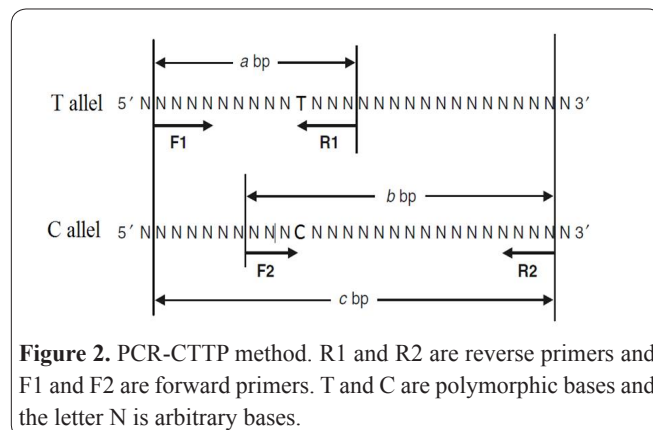 a bp
T allel 5′ N N N N N N N N N N N T N N N N N N N N N N N N N N N N N N 3′
F1 R1
b bp
C allel 5′ N N N N N N N N N N N C N N N N N N N N N N N N N N N N N N 3′
F2 R2
c bp
Figure 2. PCR-CTTP method. R1 and R2 are reverse primers and
F1 and F2 are forward primers. T and C are polymorphic bases and
the letter N is arbitrary bases.